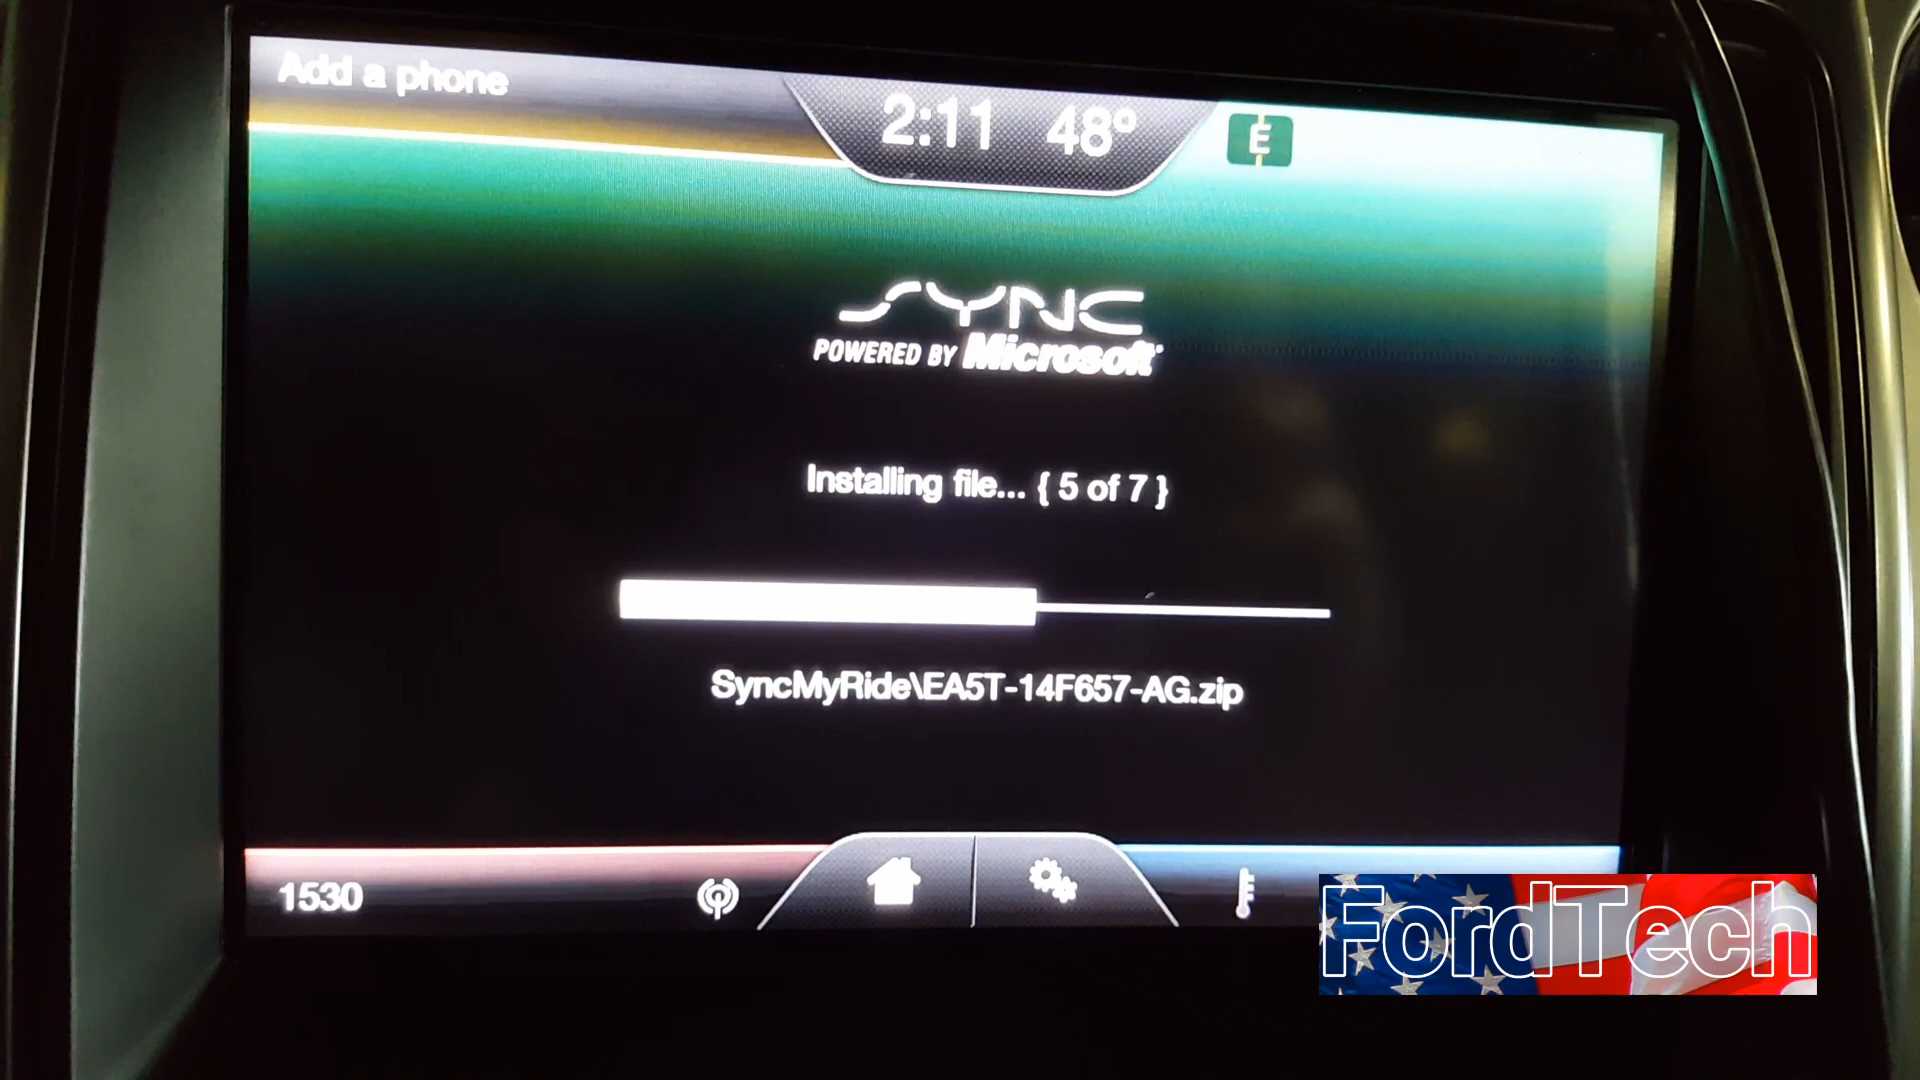 Add a phone
2:11 48°
E
SYNC
POWERED BY Microsoft
Installing file... { 5 of 7 }
SyncMyRide\EA5T-14F657-AG.zip
1530
FordTech